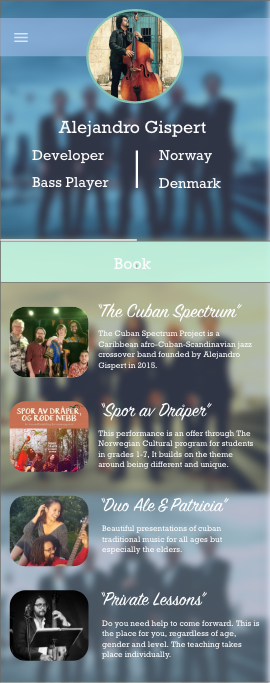 Alejandro Gispert
Developer
Bass Player
Norway
Denmark
Book
"The Cuban Spectrum"
The Cuban Spectrum Project is a
Caribbean afro-Cuban-Scandinavian jazz
crossover band founded by Alejandro
Gispert in 2015.
SPOR AV DRÅPER,
OG RØDE NEBB
"Spor av Dråper"
This performance is an offer through The
Norwegian Cultural program for students
in grades 1-7, It builds on the theme
around being different and unique.
"Duo Ale & Patricia"
Beautiful presentations of cuban
traditional music for all ages but
especially the elders.
"Private Lessons"
Do you need help to come forward. This is
the place for you, regardless of age,
gender and level. The teaching takes
place individually.